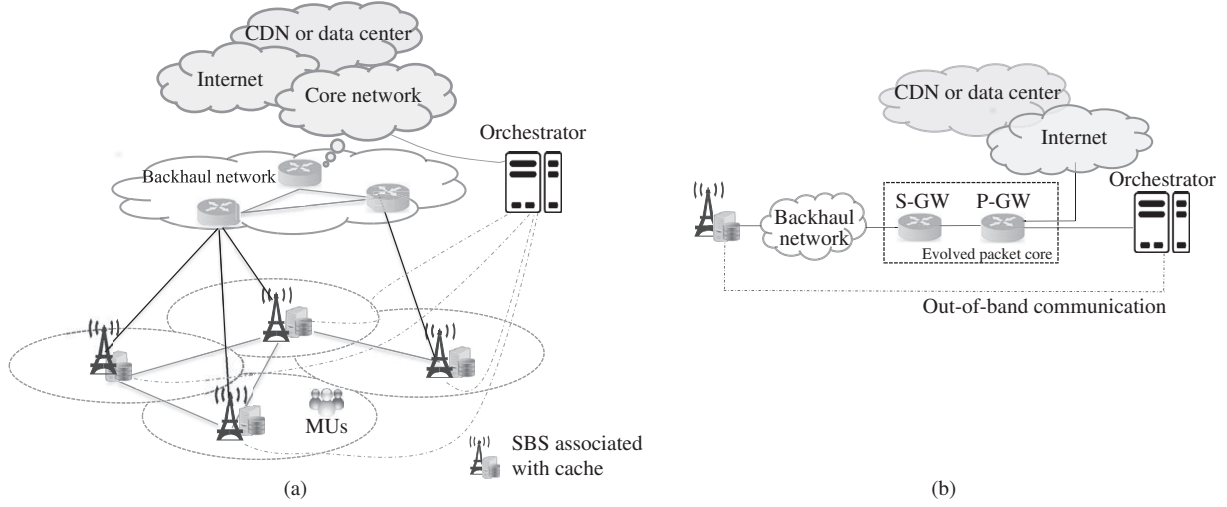 CDN or data center
Internet
Core network
Orchestrator
Backhaul network
MUs
SBS associated
with cache
(a)
CDN or data center
Internet
Orchestrator
S-GW
P-GW
Backhaul
network
Evolved packet core
Out-of-band communication
(b)